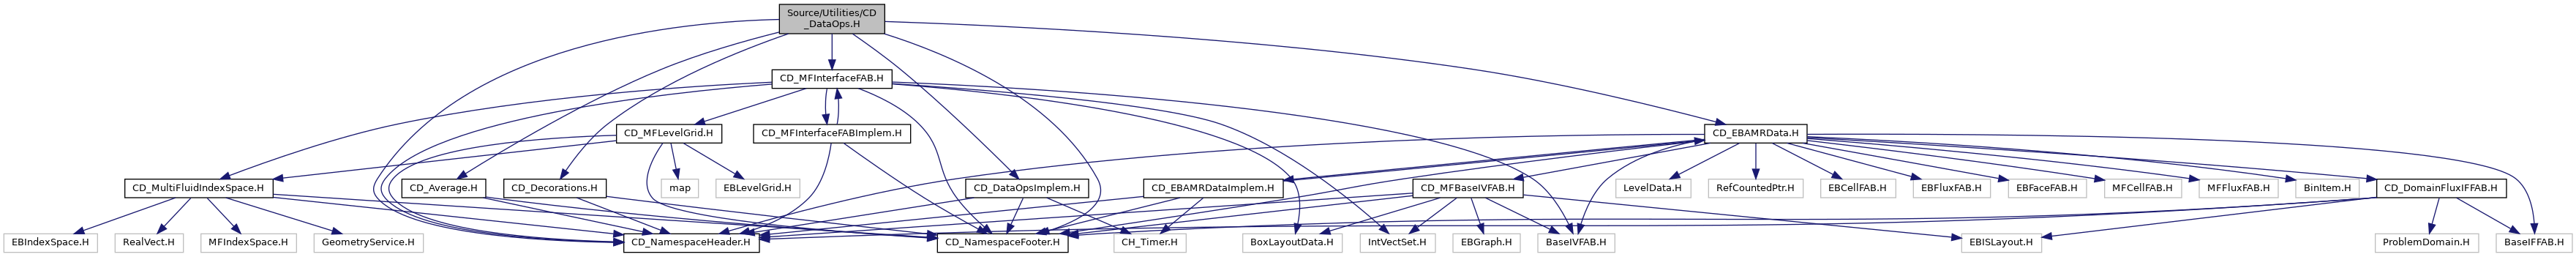 Source/Utilities/CD
_DataOps.H
CD_MFInterfaceFAB.H
CD_MFLevelGrid.H
CD_MFInterfaceFABImplem.H
CD_EBAMRData.H
CD_MultiFluidIndexSpace.H
CD_Average.H
CD_Decorations.H
map
EBLevelGrid.H
CD_DataOpsImplem.H
CD_EBAMRDataImplem.H
CD_MFBaseIVFAB.H
LevelData.H
RefCountedPtr.H
EBCellFAB.H
EBFluxFAB.H
EBFaceFAB.H
MFCellFAB.H
MFFluxFAB.H
BinItem.H
CD_DomainFluxIFFAB.H
EBIndexSpace.H
RealVect.H
MFIndexSpace.H
GeometryService.H
CD_NamespaceHeader.H
CD_NamespaceFooter.H
CH_Timer.H
BoxLayoutData.H
IntVectSet.H
EBGraph.H
BaseIVFAB.H
EBISLayout.H
ProblemDomain.H
BaseIFFAB.H